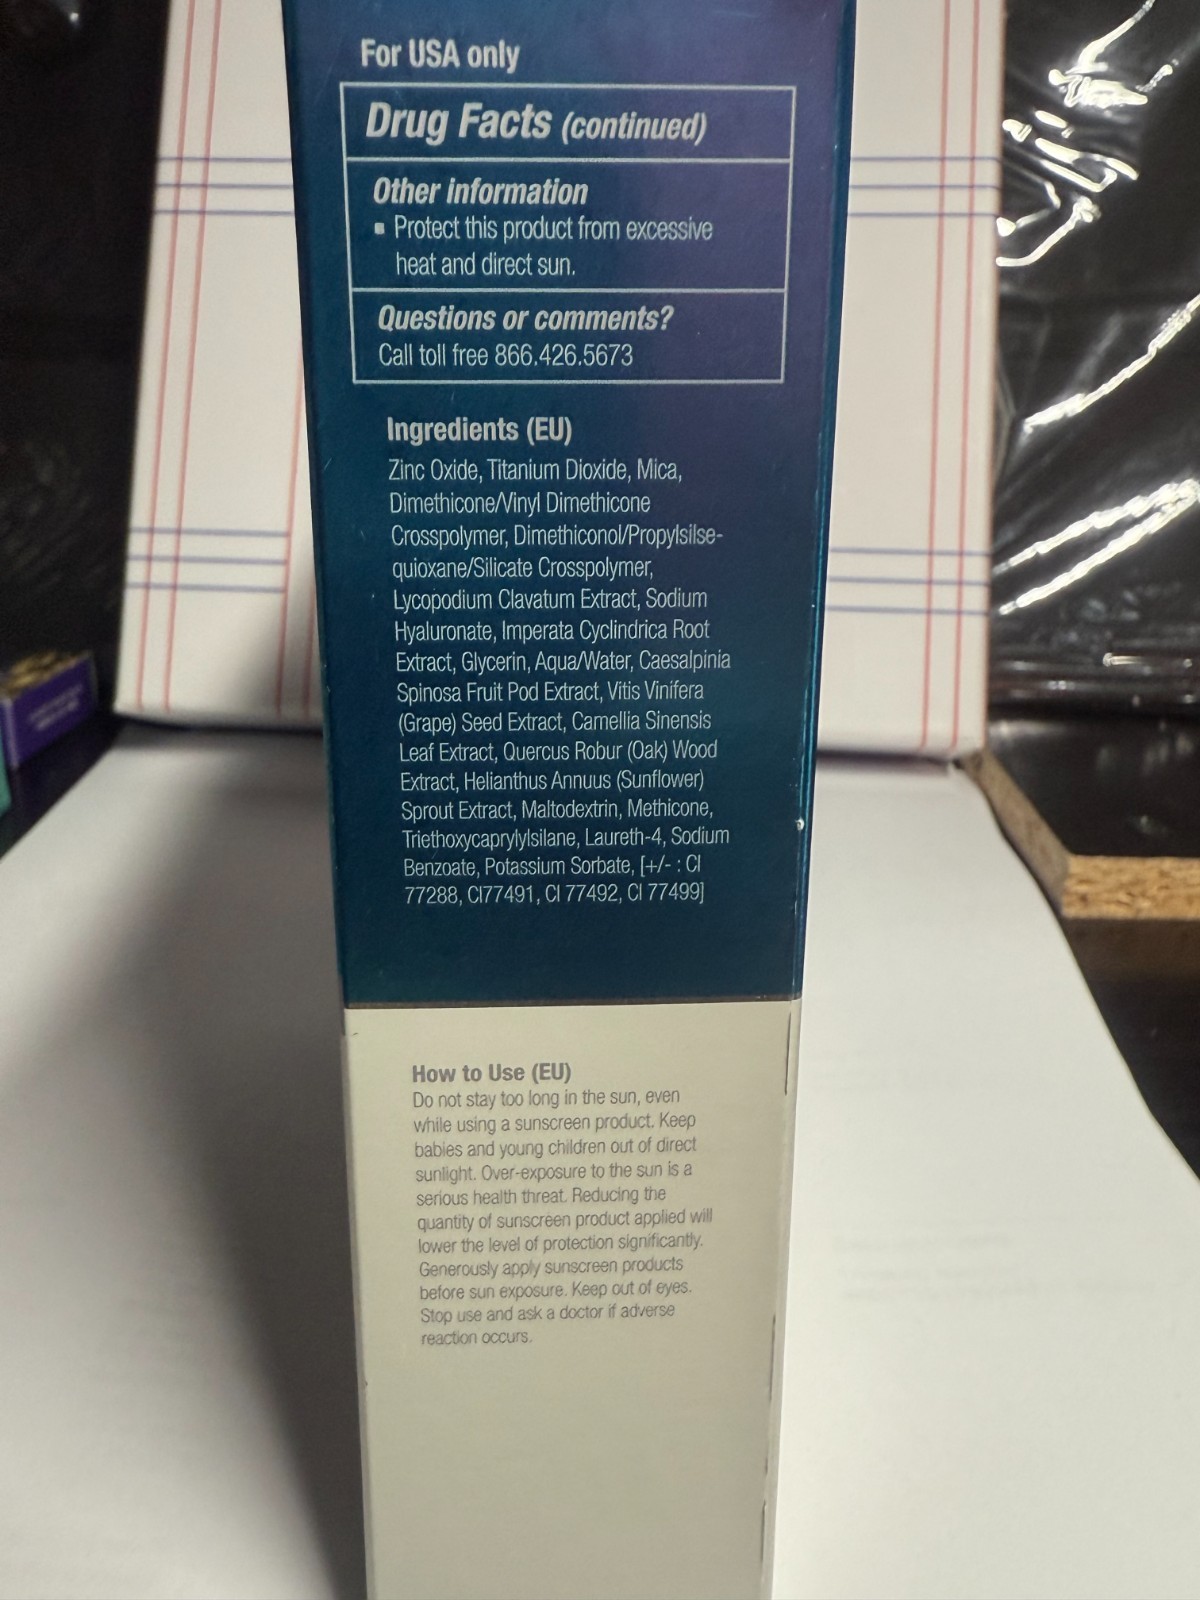 For USA only
Drug Facts (continued)
Other information
▪ Protect this product from excessive
heat and direct sun.
Questions or comments?
Call toll free 866.426.5673
Ingredients (EU)
Zinc Oxide, Titanium Dioxide, Mica,
Dimethicone/Vinyl Dimethicone
Crosspolymer, Dimethiconol/Propylsilse-
quioxane/Silicate Crosspolymer,
Lycopodium Clavatum Extract, Sodium
Hyaluronate, Imperata Cyclindrica Root
Extract, Glycerin, Aqua/Water, Caesalpinia
Spinosa Fruit Pod Extract, Vitis Vinifera
(Grape) Seed Extract, Camellia Sinensis
Leaf Extract, Quercus Robur (Oak) Wood
Extract, Helianthus Annuus (Sunflower)
Sprout Extract, Maltodextrin, Methicone,
Triethoxycaprylylsilane, Laureth-4, Sodium
Benzoate, Potassium Sorbate, [+/- : CI
77288, CI77491, CI 77492, CI 77499]
How to Use (EU)
Do not stay too long in the sun, even
while using a sunscreen product. Keep
babies and young children out of direct
sunlight. Over-exposure to the sun is a
serious health threat. Reducing the
quantity of sunscreen product applied will
lower the level of protection significantly.
Generously apply sunscreen products
before sun exposure. Keep out of eyes.
Stop use and ask a doctor if adverse
reaction occurs.